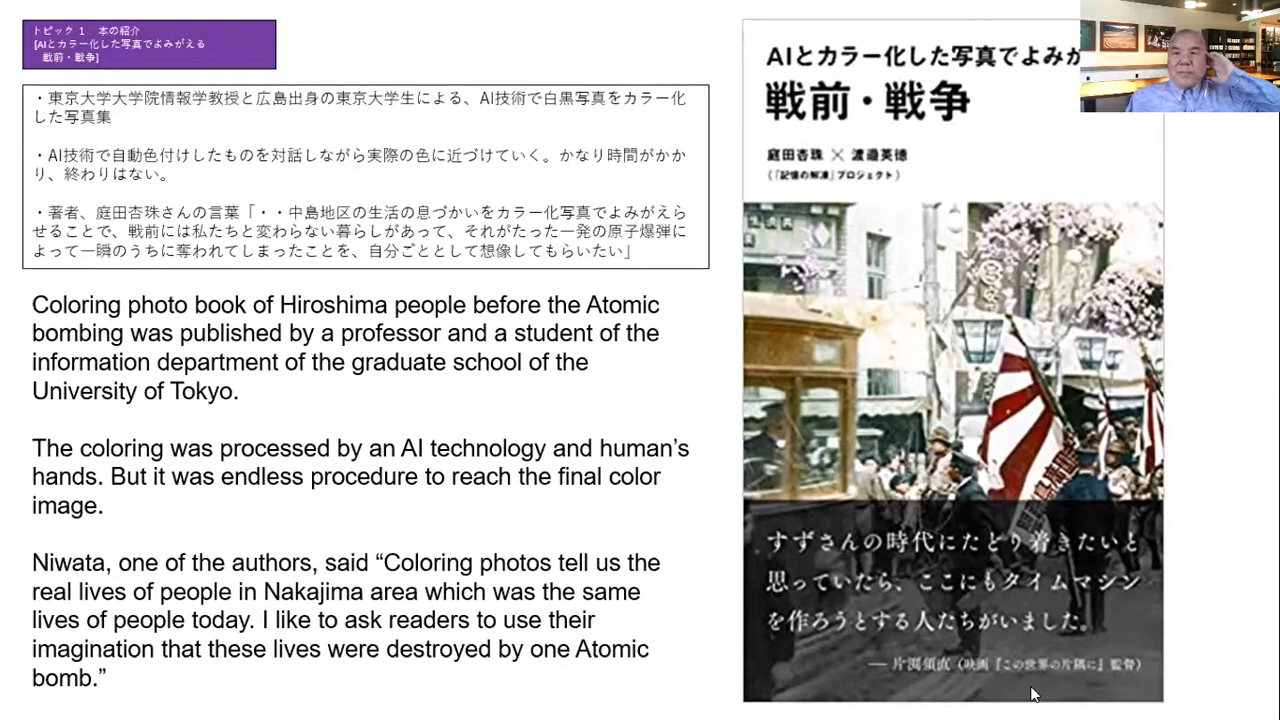 トピック 1 本の紹介
[AIとカラー化した写真でよみがえる
戦前・戦争]
・東京大学大学院情報学教授と広島出身の東京大学生による、AI技術で白黒写真をカラー化
した写真集
・AI技術で自動色付けしたものを対話しながら実際の色に近づけていく。かなり時間がかか
り、終わりはない。
・著者、庭田杏珠さんの言葉「・・中島地区の生活の息づかいをカラー化写真でよみがえら
せることで、戦前には私たちと変わらない暮らしがあって、それがたった一発の原子爆弾に
よって一瞬のうちに奪われてしまったことを、自分ごととして想像してもらいたい」
Coloring photo book of Hiroshima people before the Atomic
bombing was published by a professor and a student of the
information department of the graduate school of the
University of Tokyo.
The coloring was processed by an AI technology and human’s
hands. But it was endless procedure to reach the final color
image.
Niwata, one of the authors, said “Coloring photos tell us the
real lives of people in Nakajima area which was the same
lives of people today. I like to ask readers to use their
imagination that these lives were destroyed by one Atomic
bomb.”
AIとカラー化した写真でよみが
戦前・戦争
庭田杏珠×渡邉英徳
(「記憶の解凍」プロジェクト)
すずさんの時代にたどり着きたいと
思っていたら、ここにもタイムマシン
を作ろうとする人たちがいました。
― 片渕須直(映画『この世界の片隅に』監督)